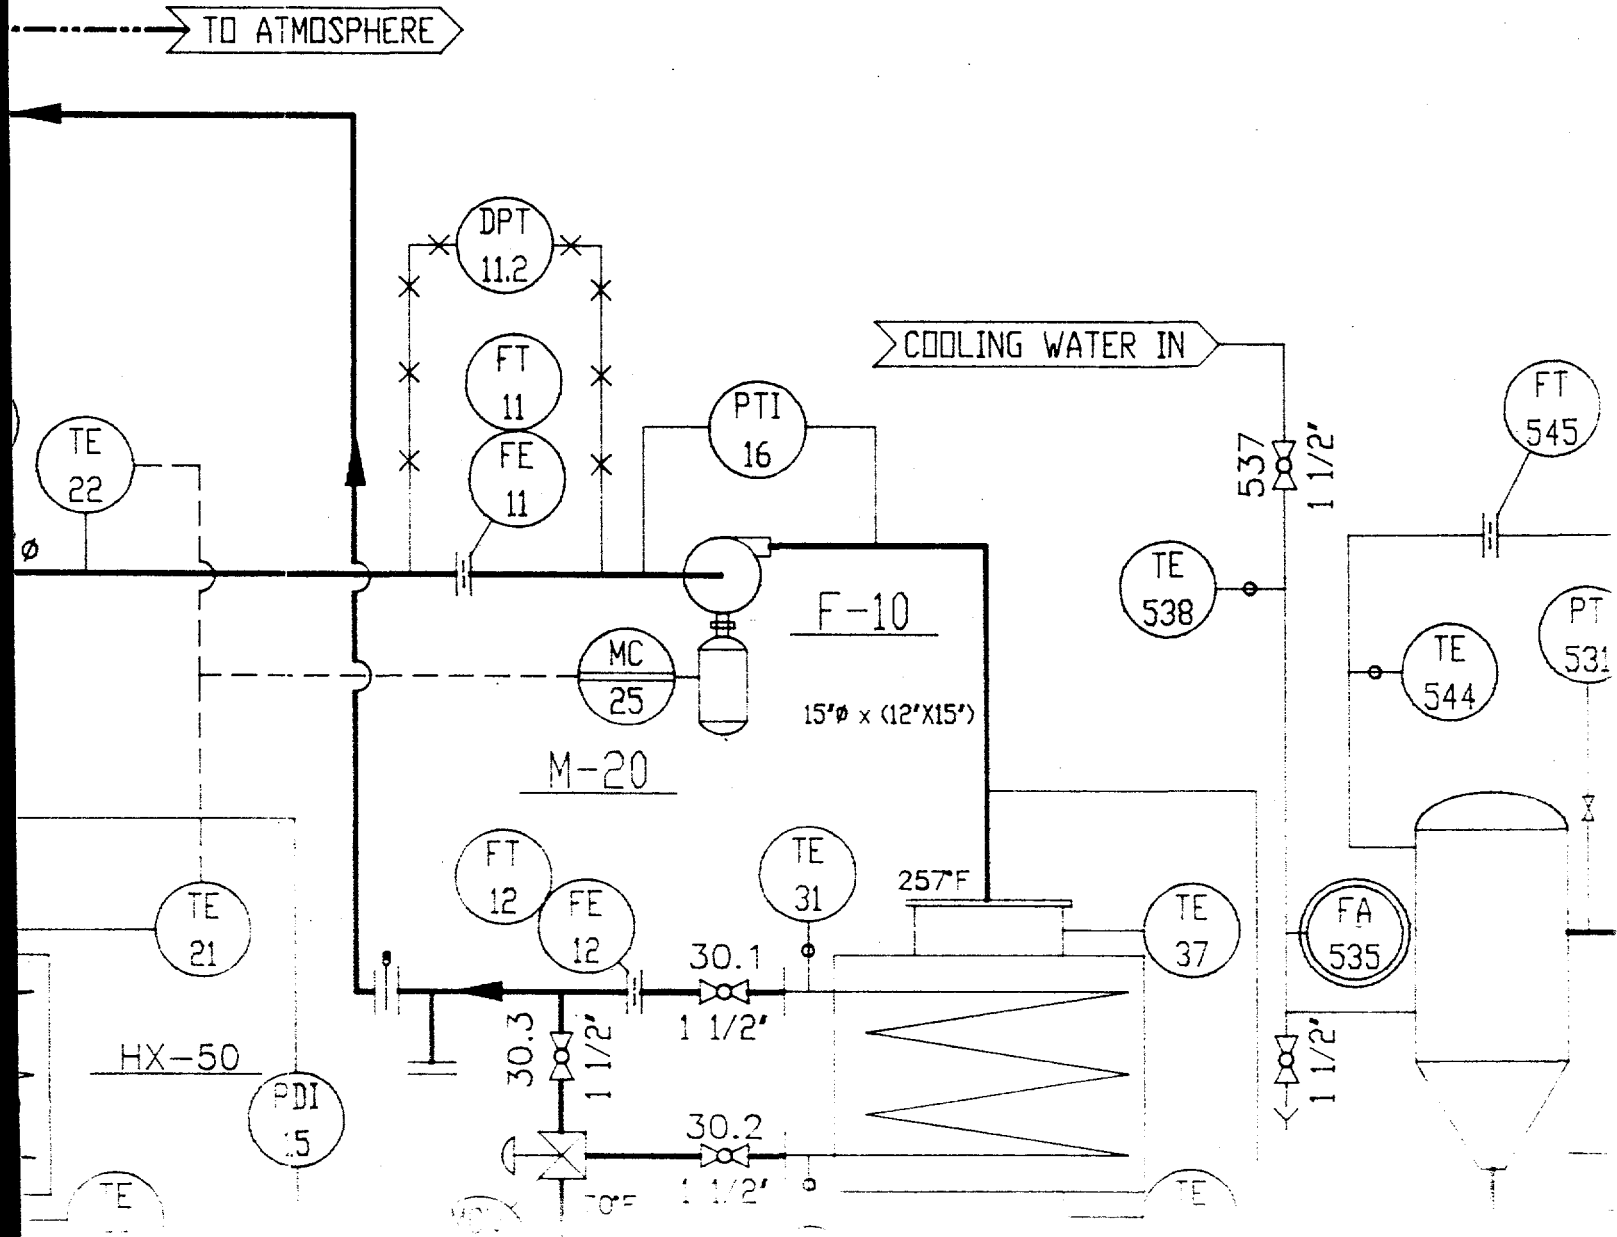 TO ATMOSPHERE
DPT
11.2
FT
11
FE
11
COOLING WATER IN
PTI
16
FT
545
TE
22
537
1 1/2"
Ø
TE
538
PT
531
F-10
MC
25
TE
544
15"Ø x (12"X15")
M-20
FT
12
FE
12
TE
31
257°F
TE
21
TE
37
FA
535
30.1
1 1/2"
30.3
1 1/2"
HX-50
1 1/2"
PDI
15
30.2
1 1/2"
TE
TE